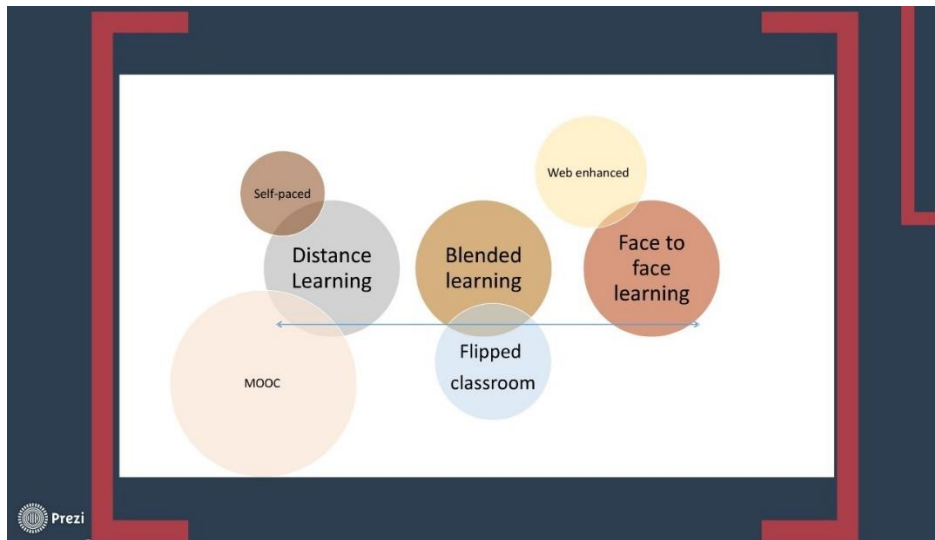 Web enhanced
Self-paced
Distance
Learning
Blended
learning
Face to
face
learning
Flipped
classroom
MOOC
Prezi